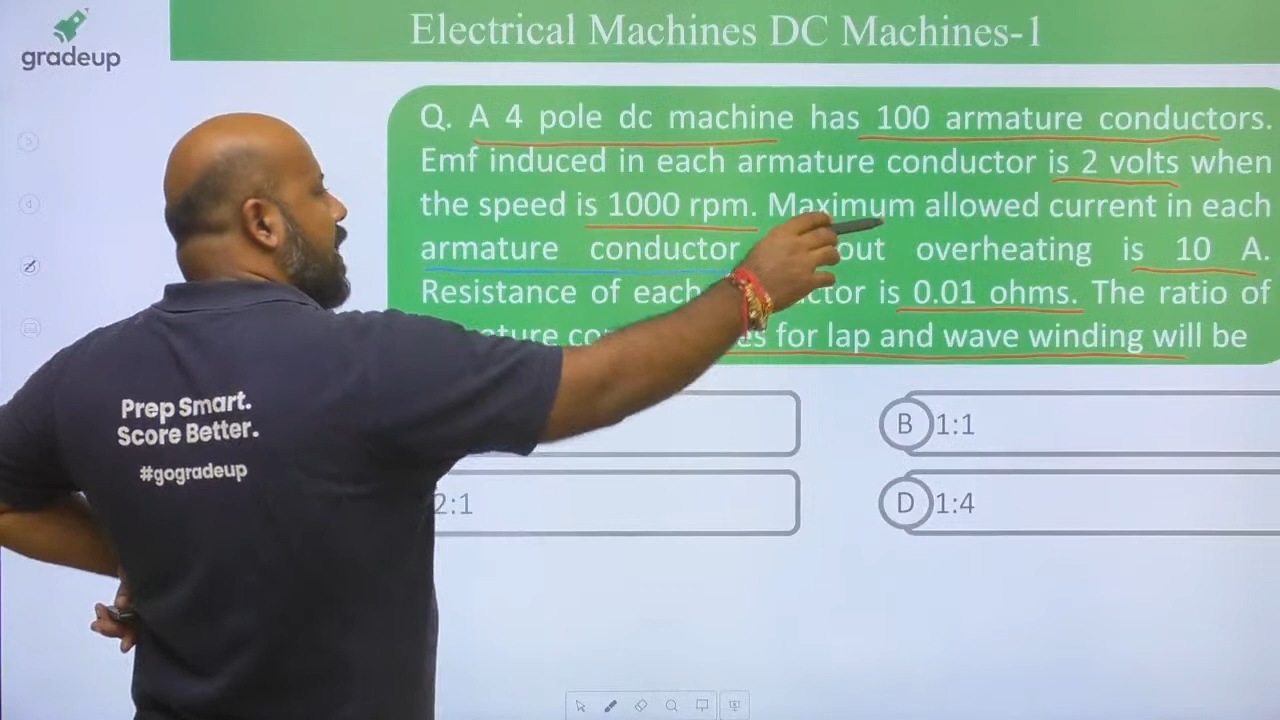 gradeup
Electrical Machines DC Machines-1
Q. A 4 pole dc machine has 100 armature conductors.
Emf induced in each armature conductor is 2 volts when
the speed is 1000 rpm. Maximum allowed current in each
armature conductor overheating is 10 A.
Resistance of each is 0.01 ohms. The ratio of
for lap and wave winding will be
B 1:1
2:1
D 1:4
Prep Smart.
Score Better.
#gogradeup